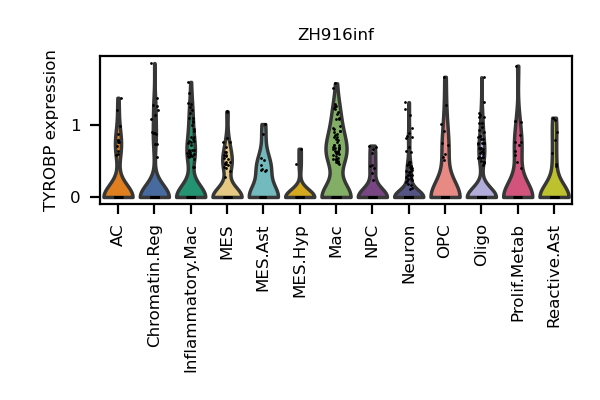 ZH916inf
TYROBP expression
1
0
AC
Chromatin.Reg
Inflammatory.Mac
MES
MES.Ast
MES.Hyp
Mac
NPC
Neuron
OPC
Oligo
Prolif.Metab
Reactive.Ast